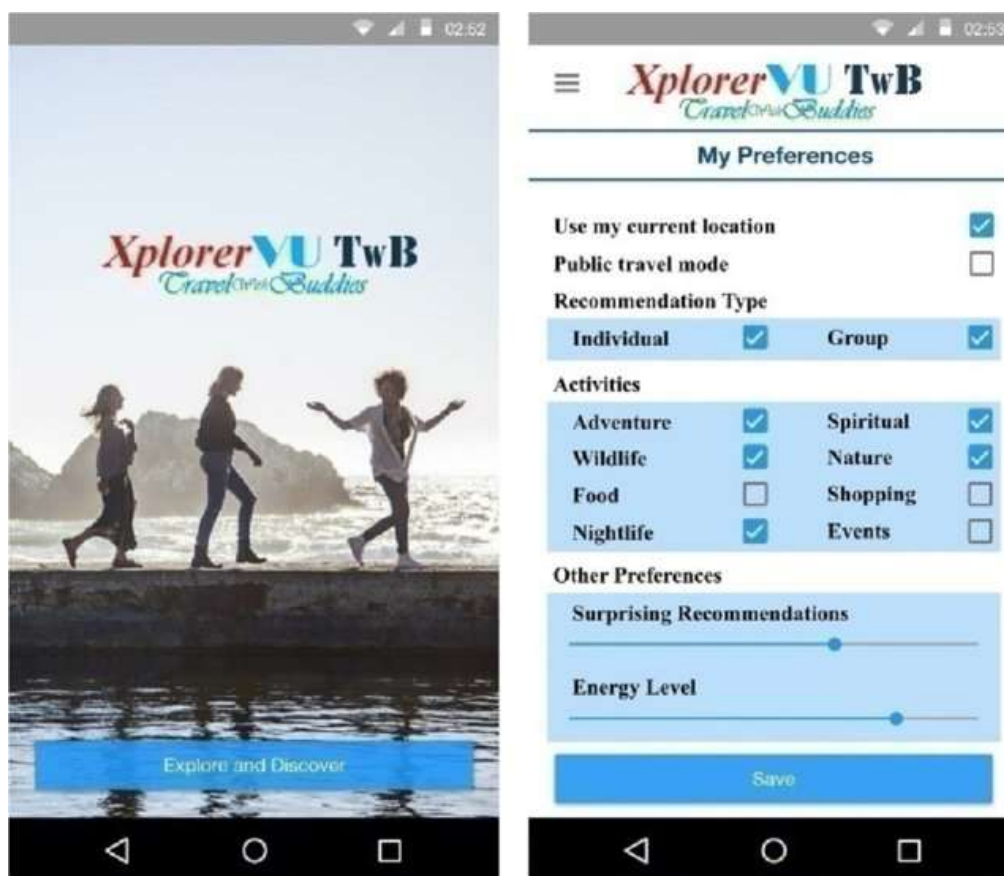 02:52
XplorerVU TwB
Travel With Buddies
Explore and Discover
02:53
XplorerVU TwB
Travel With Buddies
My Preferences
Use my current location
Public travel mode
Recommendation Type
Individual Group
Activities
Adventure Spiritual
Wildlife Nature
Food Shopping
Nightlife Events
Other Preferences
Surprising Recommendations
Energy Level
Save